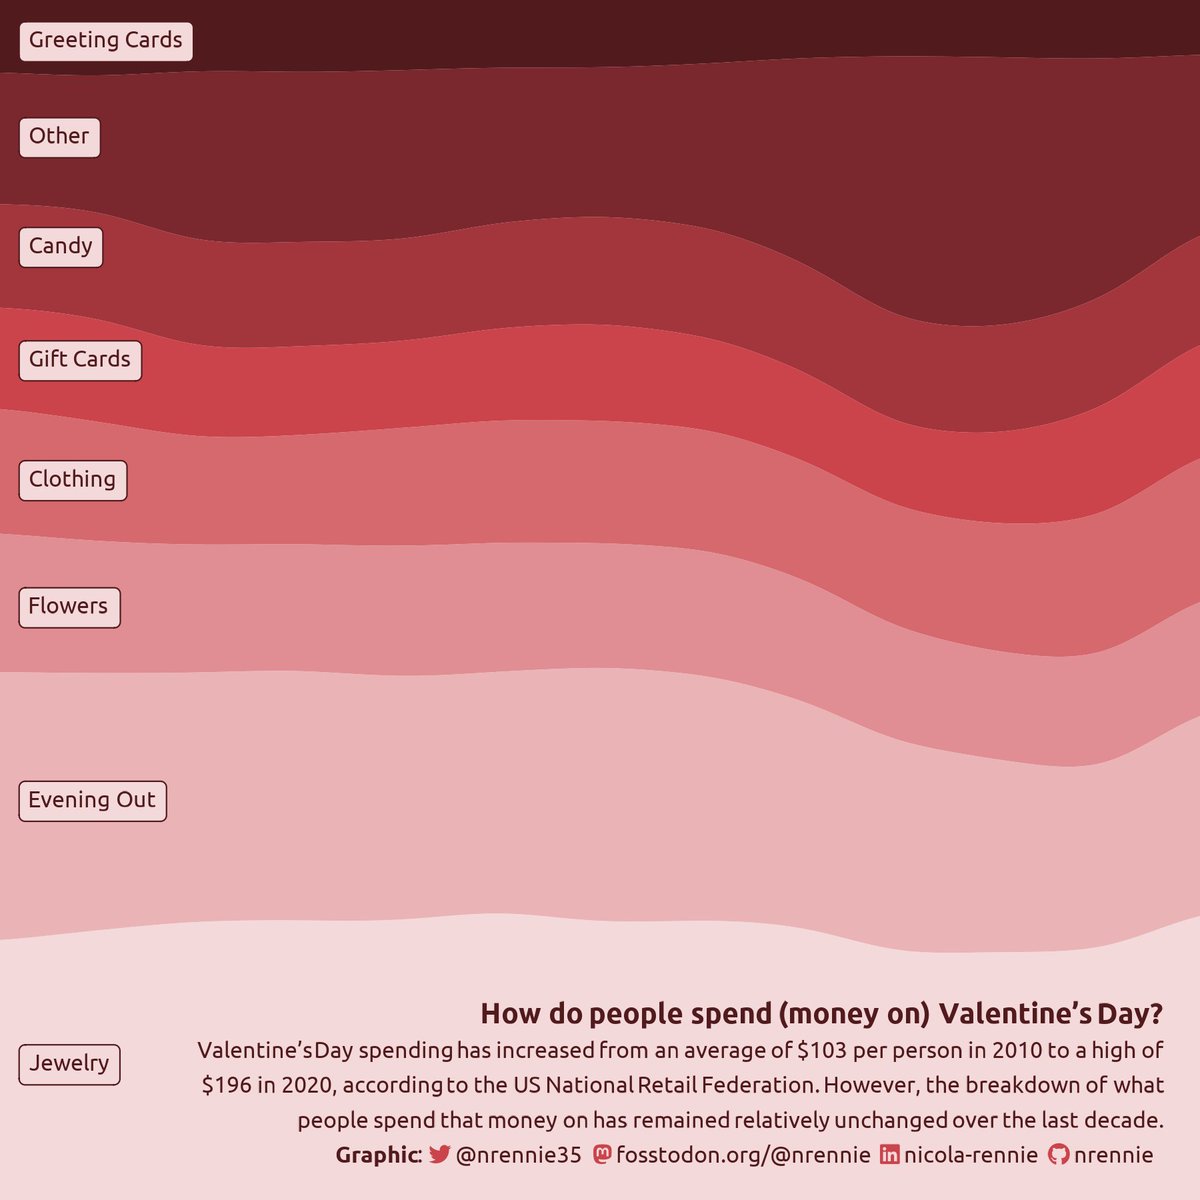 Greeting Cards
Other
Candy
Gift Cards
Clothing
Flowers
Evening Out
Jewelry
How do people spend (money on) Valentine’s Day?
Valentine’s Day spending has increased from an average of $103 per person in 2010 to a high of
$196 in 2020, according to the US National Retail Federation. However, the breakdown of what
people spend that money on has remained relatively unchanged over the last decade.
Graphic: @nrennie35 fosstodon.org/@nrennie nicola-rennie nrennie